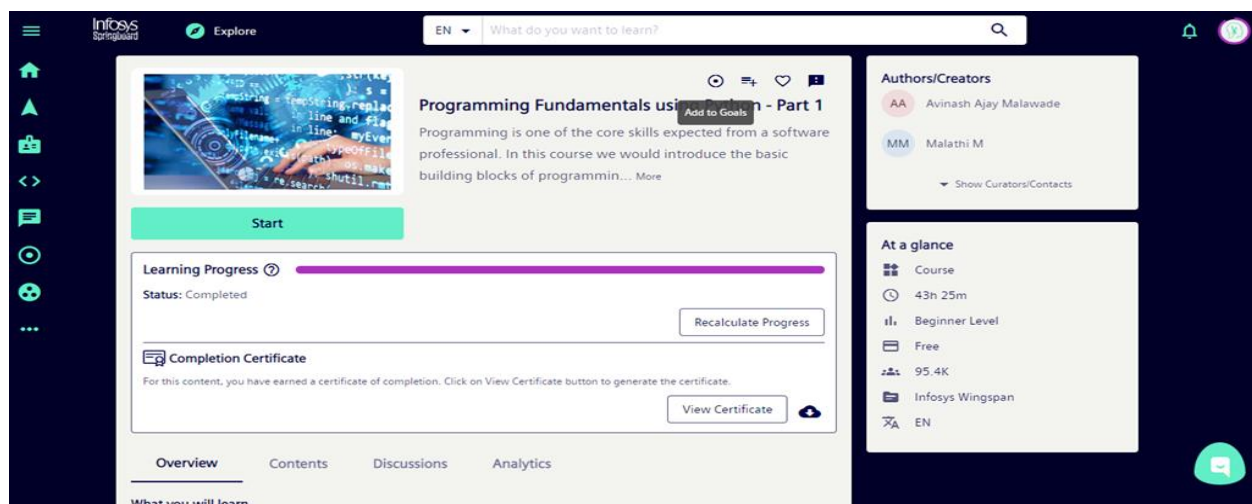 Infosys
Springboard
Explore
EN
What do you want to learn?
Programming Fundamentals using Python - Part 1
Add to Goals
Programming is one of the core skills expected from a software
professional. In this course we would introduce the basic
building blocks of programmin... More
Start
Learning Progress
Status: Completed
Recalculate Progress
Completion Certificate
For this content, you have earned a certificate of completion. Click on View Certificate button to generate the certificate.
View Certificate
Overview Contents Discussions Analytics
What you will learn
Authors/Creators
AA Avinash Ajay Malawade
MM Malathi M
Show Curators/Contacts
At a glance
Course
43h 25m
Beginner Level
Free
95.4K
Infosys Wingspan
EN